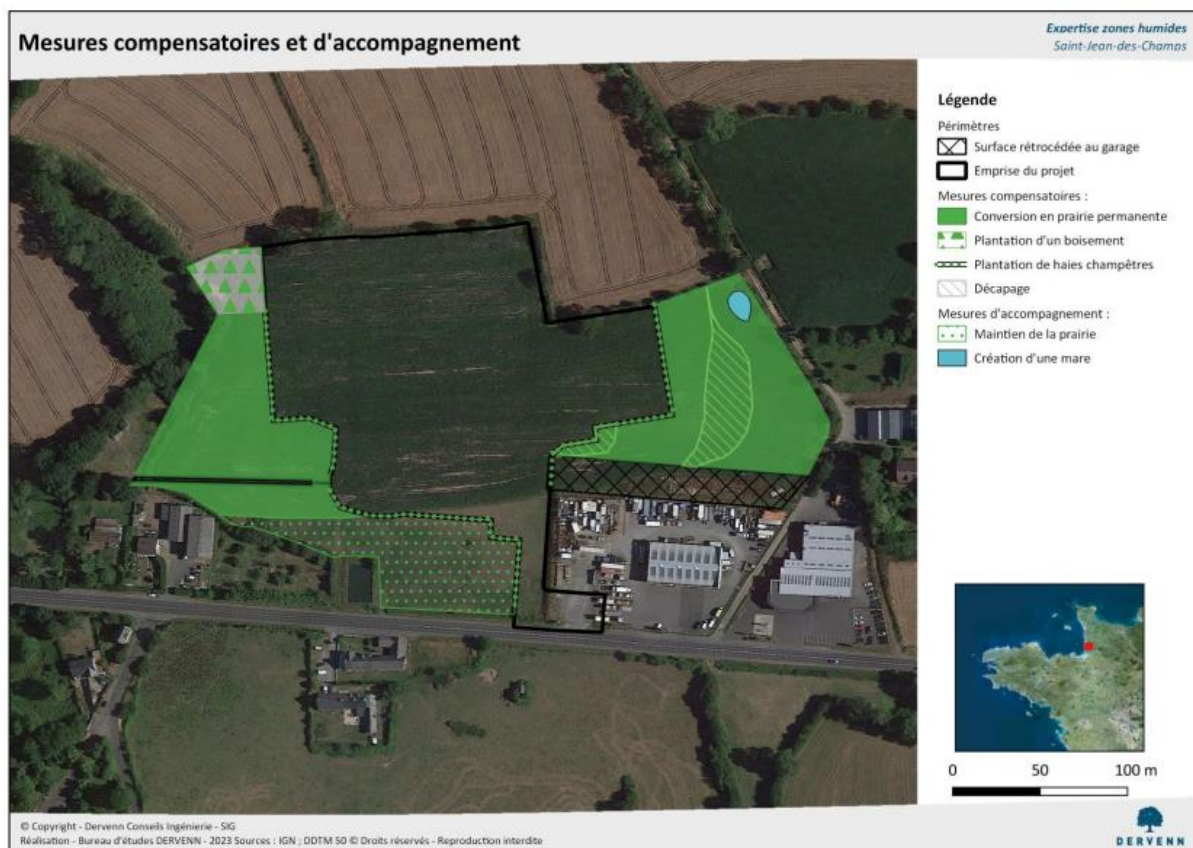 Mesures compensatoires et d'accompagnement
Expertise zones humides
Saint-Jean-des-Champs
Légende
Périmètres
Surface rétrocédée au garage
Emprise du projet
Mesures compensatoires :
Conversion en prairie permanente
Plantation d'un boisement
Plantation de haies champêtres
Décapage
Mesures d'accompagnement :
Maintien de la prairie
Création d'une mare
0 50 100 m
© Copyright - Dervenn Conseils Ingénierie - SIG
Réalisation - Bureau d'études DERVENN - 2023 Sources : IGN ; DDTM 50 © Droits réservés - Reproduction interdite
DERVENN